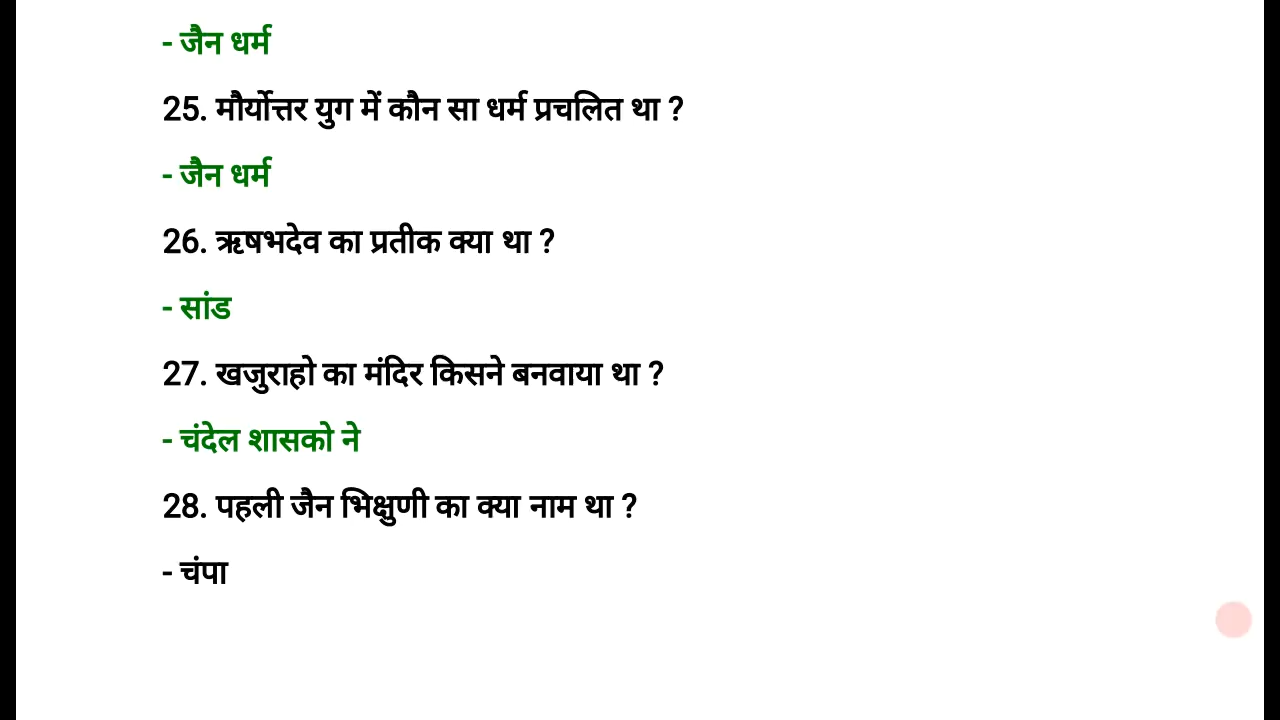 - जैन धर्म
25. मौर्योत्तर युग में कौन सा धर्म प्रचलित था ?
- जैन धर्म
26. ऋषभदेव का प्रतीक क्या था ?
- सांड
27. खजुराहो का मंदिर किसने बनवाया था ?
- चंदेल शासको ने
28. पहली जैन भिक्षुणी का क्या नाम था ?
- चंपा